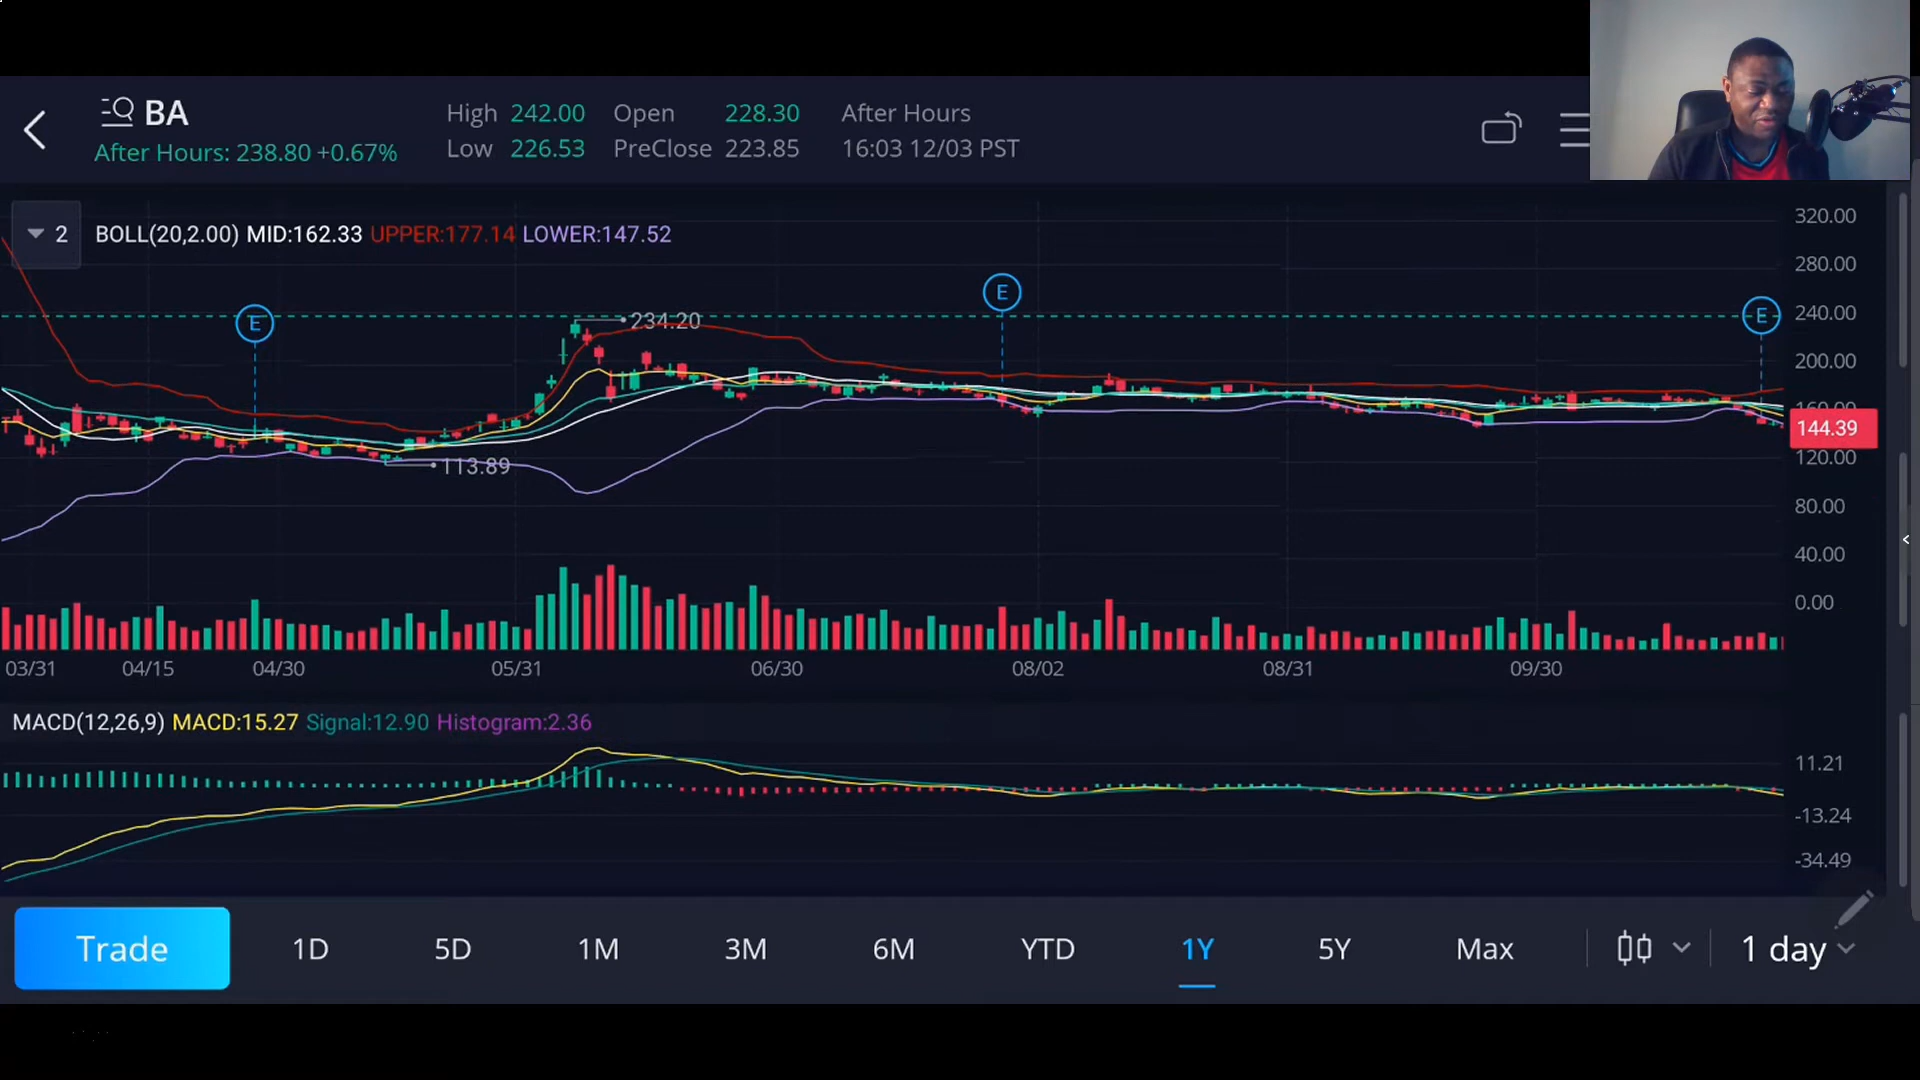 BA
After Hours: 238.80 +0.67%
High 242.00 Open 228.30 After Hours
Low 226.53 PreClose 223.85 16:03 12/03 PST
2 BOLL(20,2.00) MID:162.33 UPPER:177.14 LOWER:147.52
320.00
280.00
240.00
200.00
160.00
144.39
120.00
80.00
40.00
0.00
E
E
E
234.20
113.89
03/31 04/15 04/30 05/31 06/30 08/02 08/31 09/30
MACD(12,26,9) MACD:15.27 Signal:12.90 Histogram:2.36
11.21
-13.24
-34.49
Trade 1D 5D 1M 3M 6M YTD 1Y 5Y Max 1 day